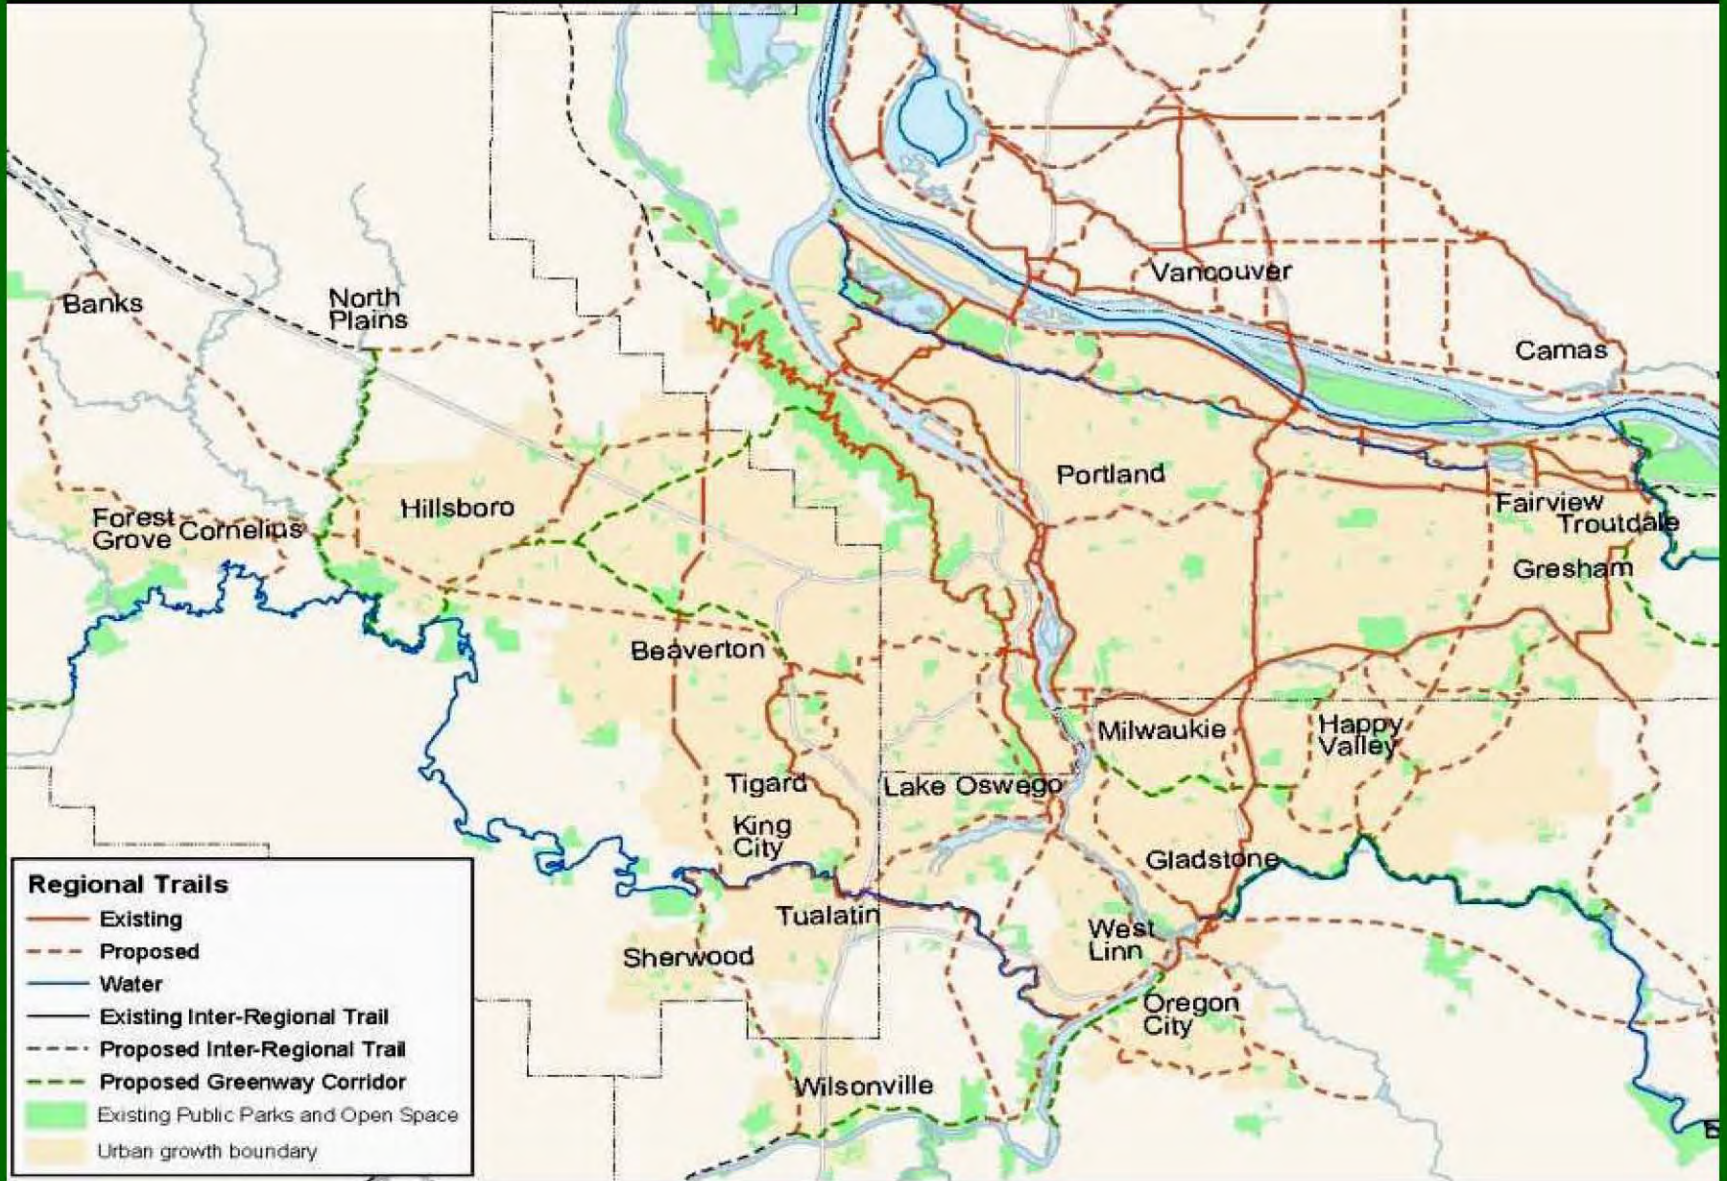 Vancouver
Banks
North
Plains
Camas
Portland
Hillsboro
Fairview
Troutdale
Forest
Grove
Cornelius
Gresham
Beaverton
Milwaukie
Happy
Valley
Tigard
Lake Oswego
King
City
Gladstone
Tualatin
West
Linn
Sherwood
Oregon
City
Wilsonville
Regional Trails
Existing
Proposed
Water
Existing Inter-Regional Trail
Proposed Inter-Regional Trail
Proposed Greenway Corridor
Existing Public Parks and Open Space
Urban growth boundary